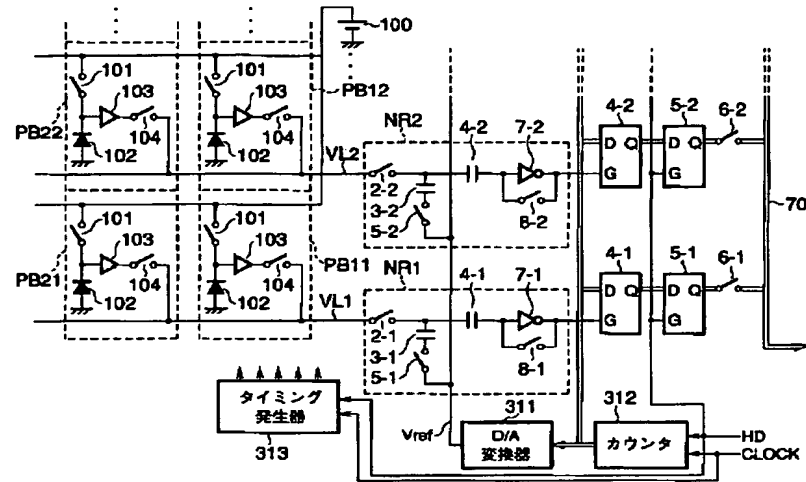 100
101
101
103
103
PB12
PB22
104
104
102
102
VL2
NR2
2-2
3-2
5-2
4-2
7-2
8-2
4-2
D Q
G
5-2
D Q
G
6-2
70
101
101
103
103
PB11
PB21
104
104
102
102
VL1
NR1
2-1
3-1
5-1
4-1
7-1
8-1
4-1
D Q
G
5-1
D Q
G
6-1
タイミング
発生器
313
Vref
311
D/A
変換器
312
カウンタ
HD
CLOCK